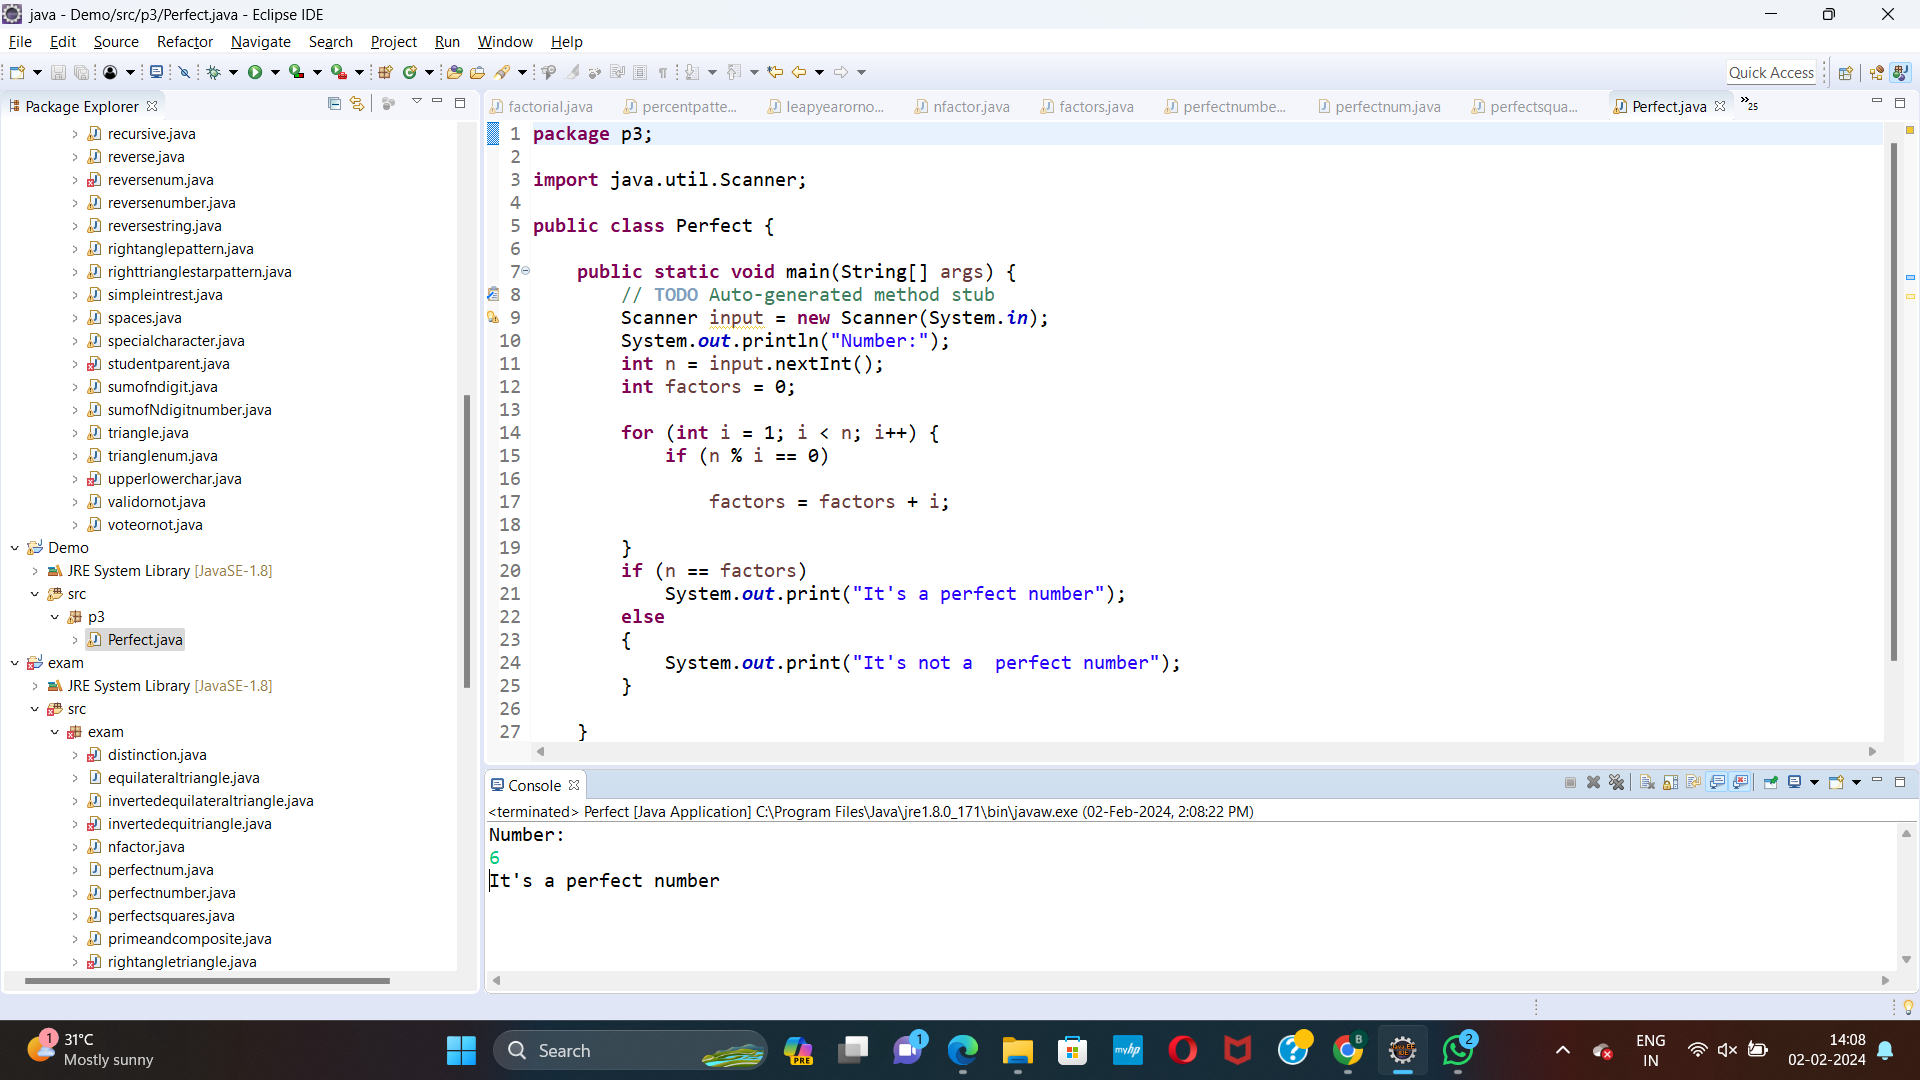 java - Demo/src/p3/Perfect.java - Eclipse IDE
File Edit Source Refactor Navigate Search Project Run Window Help
Quick Access
Package Explorer
recursive.java
reverse.java
reversenum.java
reversenumber.java
reversestring.java
rightanglepattern.java
righttrianglestarpattern.java
simpleintrest.java
spaces.java
specialcharacter.java
studentparent.java
sumofndigit.java
sumofNdigitnumber.java
triangle.java
trianglenum.java
upperlowerchar.java
validornot.java
voteornot.java
Demo
JRE System Library [JavaSE-1.8]
src
p3
Perfect.java
exam
JRE System Library [JavaSE-1.8]
src
exam
distinction.java
equilateraltriangle.java
invertedequilateraltriangle.java
invertedequitriangle.java
nfactor.java
perfectnum.java
perfectnumber.java
perfectsquares.java
primeandcomposite.java
rightangletriangle.java
factorial.java percentpatte... leapyearorno... nfactor.java factors.java perfectnumbe... perfectnum.java perfectsqua... Perfect.java »25
1 package p3;
2
3 import java.util.Scanner;
4
5 public class Perfect {
6
7 public static void main(String[] args) {
8 // TODO Auto-generated method stub
9 Scanner input = new Scanner(System.in);
10 System.out.println("Number:");
11 int n = input.nextInt();
12 int factors = 0;
13
14 for (int i = 1; i < n; i++) {
15 if (n % i == 0)
16
17 factors = factors + i;
18
19 }
20 if (n == factors)
21 System.out.print("It's a perfect number");
22 else
23 {
24 System.out.print("It's not a  perfect number");
25 }
26
27 }
Console
<terminated> Perfect [Java Application] C:\Program Files\Java\jre1.8.0_171\bin\javaw.exe (02-Feb-2024, 2:08:22 PM)
Number:
6
It's a perfect number
1
31°C
Mostly sunny
Search
PRE
1
myhp
B
2
ENG
IN
14:08
02-02-2024